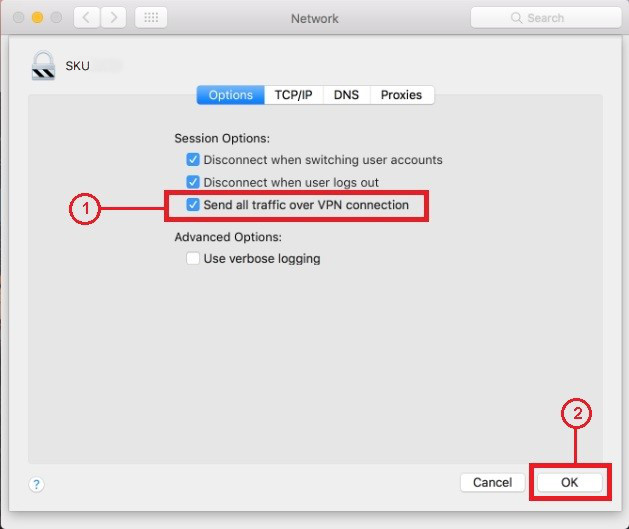 Network
Search
SKU
Options TCP/IP DNS Proxies
Session Options:
Disconnect when switching user accounts
Disconnect when user logs out
1
Send all traffic over VPN connection
Advanced Options:
Use verbose logging
2
? Cancel OK